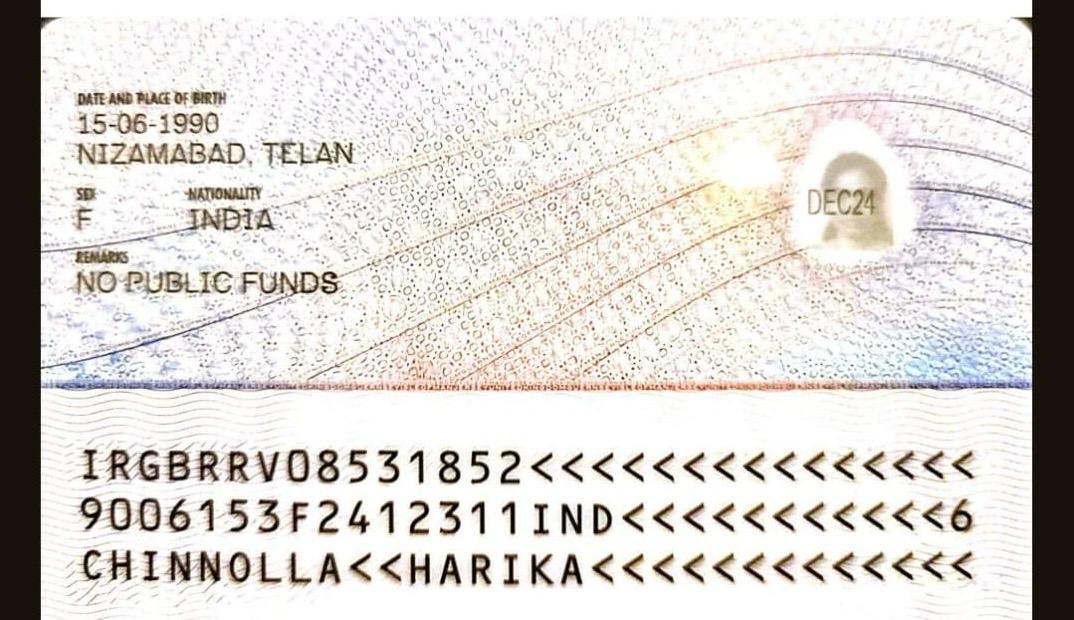 DATE AND PLACE OF BIRTH
15-06-1990
NIZAMABAD, TELAN
SEX NATIONALITY
F INDIA
REMARKS
NO PUBLIC FUNDS
DEC24
IRGBRRV08531852<<<<<<<<<<<<<<<
9006153F2412311IND<<<<<<<<<<<6
CHINNOLLA<<HARIKA<<<<<<<<<<<<<